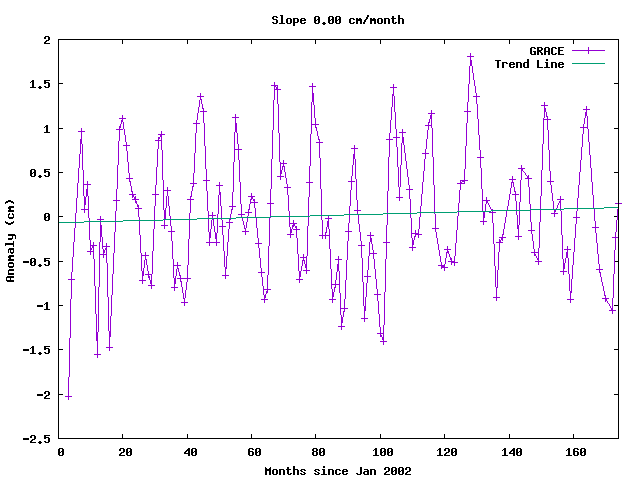 Slope 0.00 cm/month
GRACE
Trend Line
2
1.5
1
0.5
0
-0.5
-1
-1.5
-2
-2.5
Anomaly (cm)
0 20 40 60 80 100 120 140 160
Months since Jan 2002